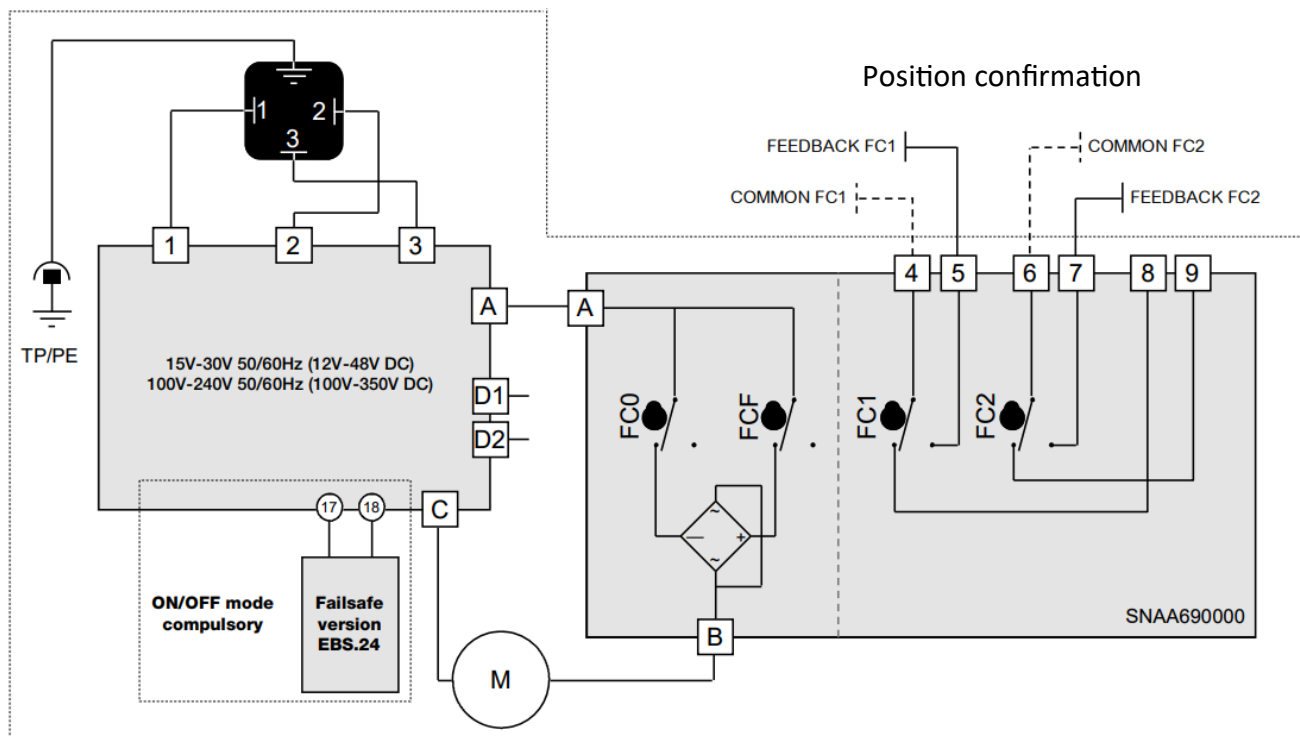 Position confirmation
1
2
3
FEEDBACK FC1
COMMON FC2
COMMON FC1
FEEDBACK FC2
1
2
3
4
5
6
7
8
9
A
A
TP/PE
15V-30V 50/60Hz (12V-48V DC)
100V-240V 50/60Hz (100V-350V DC)
D1
D2
FC0
FCF
FC1
FC2
17
18
C
~
— +
~
ON/OFF mode
compulsory
Failsafe
version
EBS.24
SNAA690000
B
M